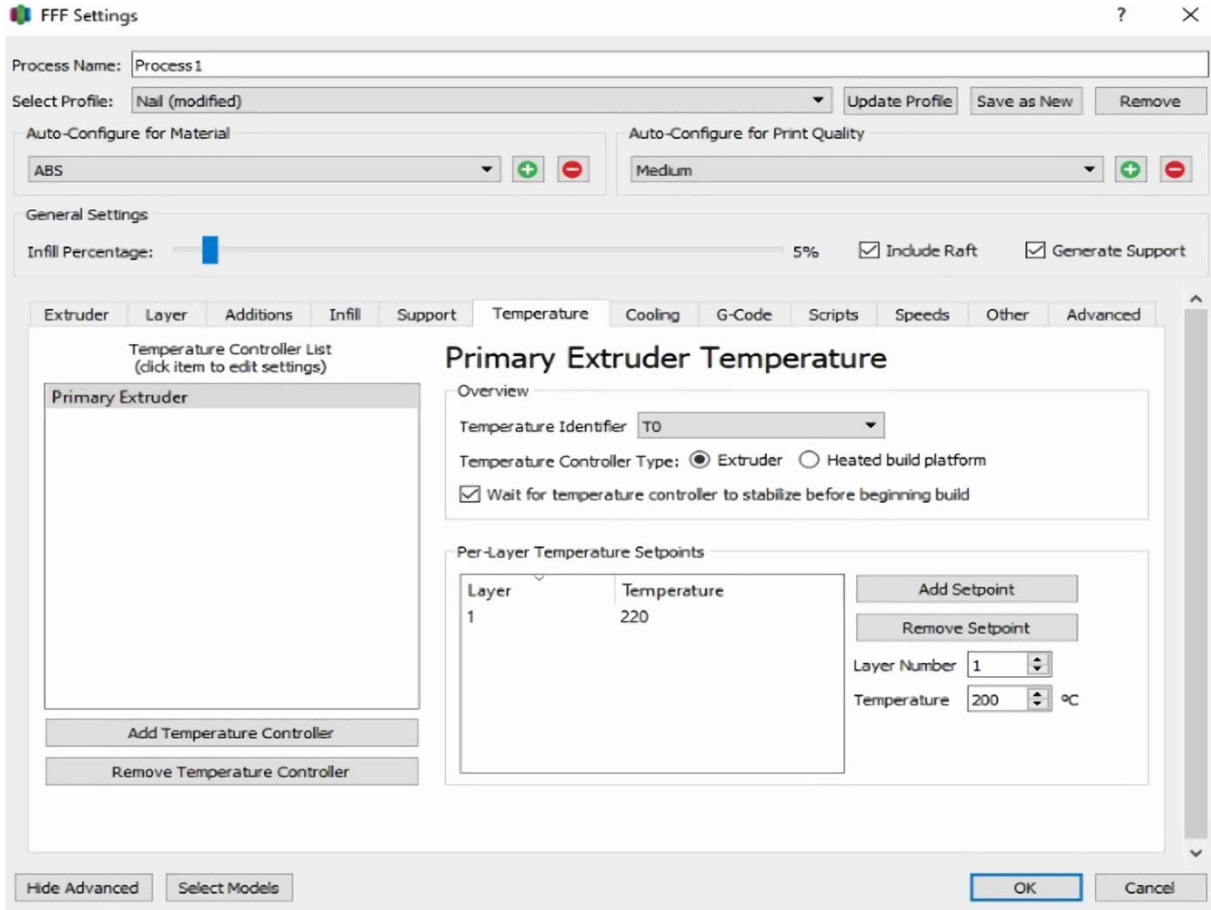 FFF Settings ?
Process Name: Process1
Select Profile: Nail (modified) Update Profile Save as New Remove
Auto-Configure for Material Auto-Configure for Print Quality
ABS Medium
General Settings
Infill Percentage: 5% Include Raft Generate Support
Extruder Layer Additions Infill Support Temperature Cooling G-Code Scripts Speeds Other Advanced
Temperature Controller List
(click item to edit settings)
Primary Extruder
Add Temperature Controller
Remove Temperature Controller
Primary Extruder Temperature
Overview
Temperature Identifier T0
Temperature Controller Type: Extruder Heated build platform
Wait for temperature controller to stabilize before beginning build
Per-Layer Temperature Setpoints
Layer Temperature
1 220
Add Setpoint
Remove Setpoint
Layer Number 1
Temperature 200 ºC
Hide Advanced Select Models OK Cancel